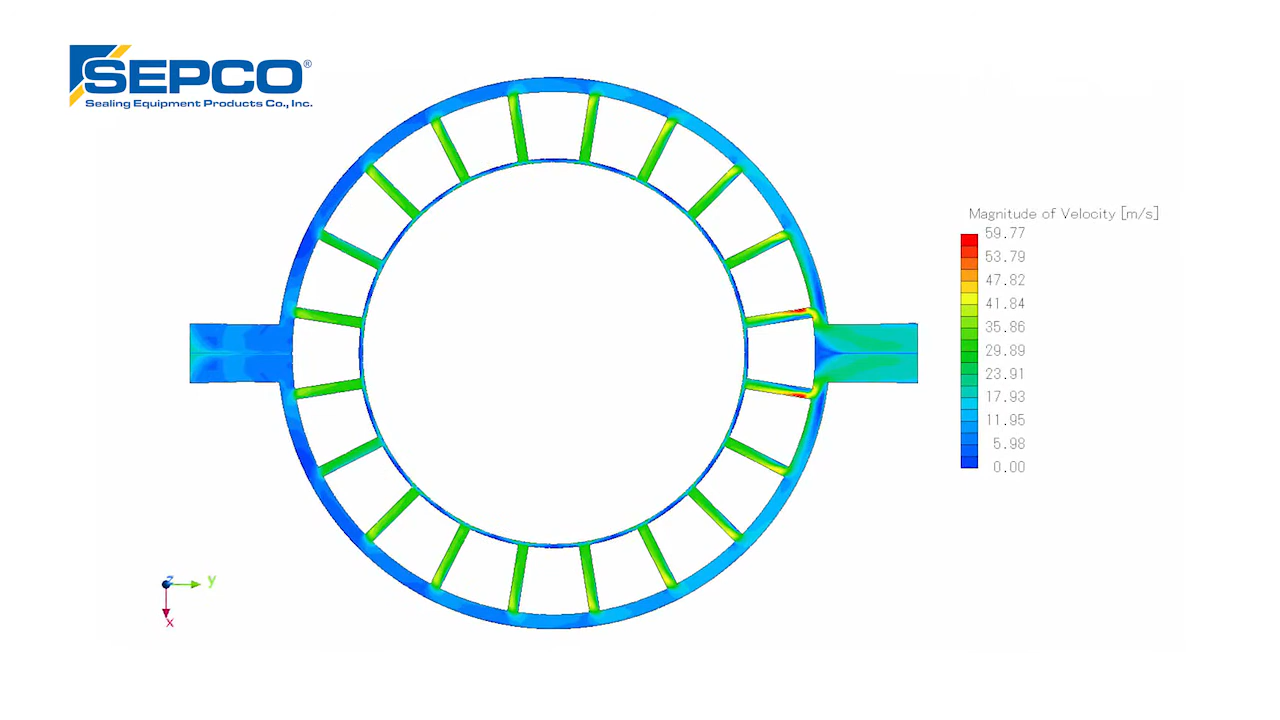 SEPCO®
Sealing Equipment Products Co., Inc.
Magnitude of Velocity [m/s]
59.77
53.79
47.82
41.84
35.86
29.89
23.91
17.93
11.95
5.98
0.00
z
y
x